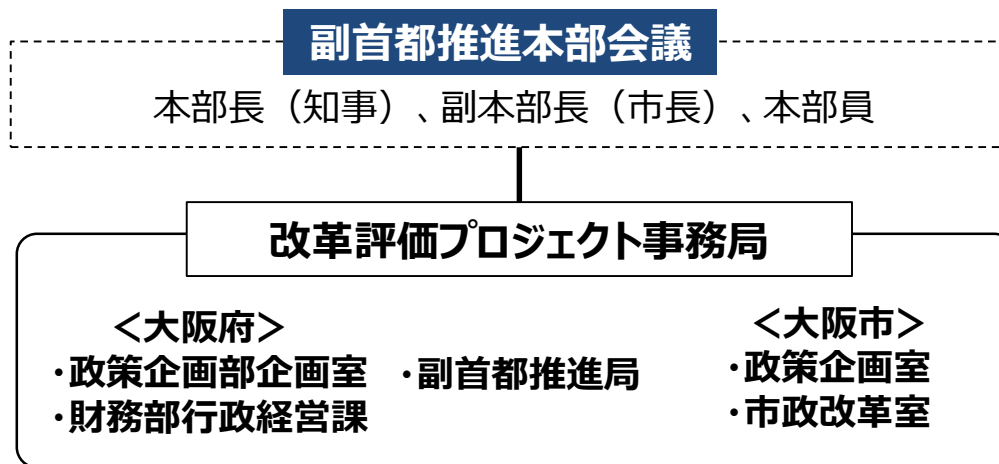 副首都推進本部会議
本部長（知事）、副本部長（市長）、本部員
改革評価プロジェクト事務局
＜大阪府＞
・政策企画部企画室
・財務部行政経営課
・副首都推進局
＜大阪市＞
・政策企画室
・市政改革室